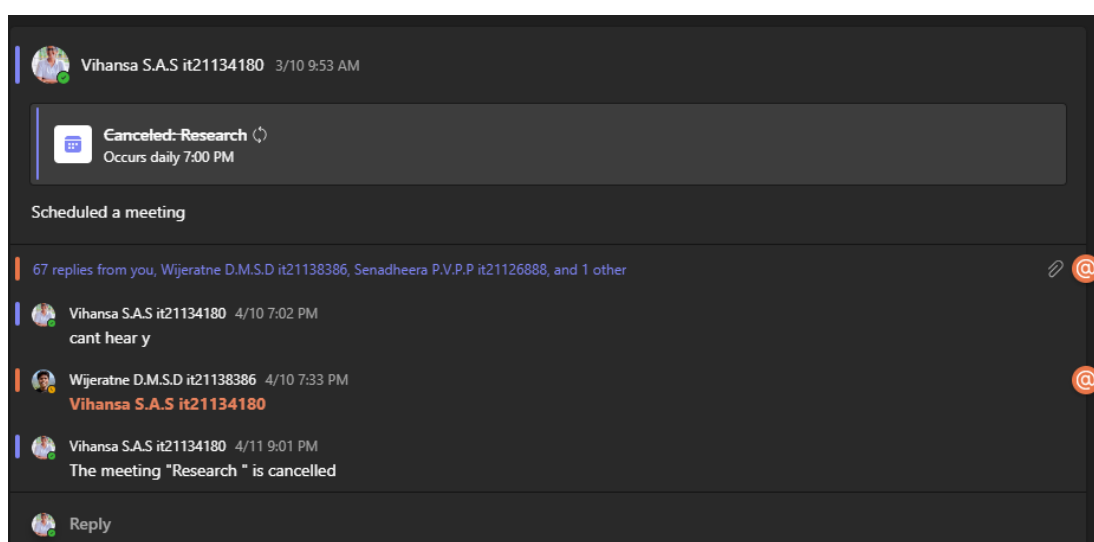 Vihansa S.A.S it21134180 3/10 9:53 AM
Canceled: Research
Occurs daily 7:00 PM
Scheduled a meeting
67 replies from you, Wijeratne D.M.S.D it21138386, Senadheera P.V.P.P it21126888, and 1 other
Vihansa S.A.S it21134180 4/10 7:02 PM
cant hear y
Wijeratne D.M.S.D it21138386 4/10 7:33 PM
Vihansa S.A.S it21134180
Vihansa S.A.S it21134180 4/11 9:01 PM
The meeting "Research " is cancelled
Reply